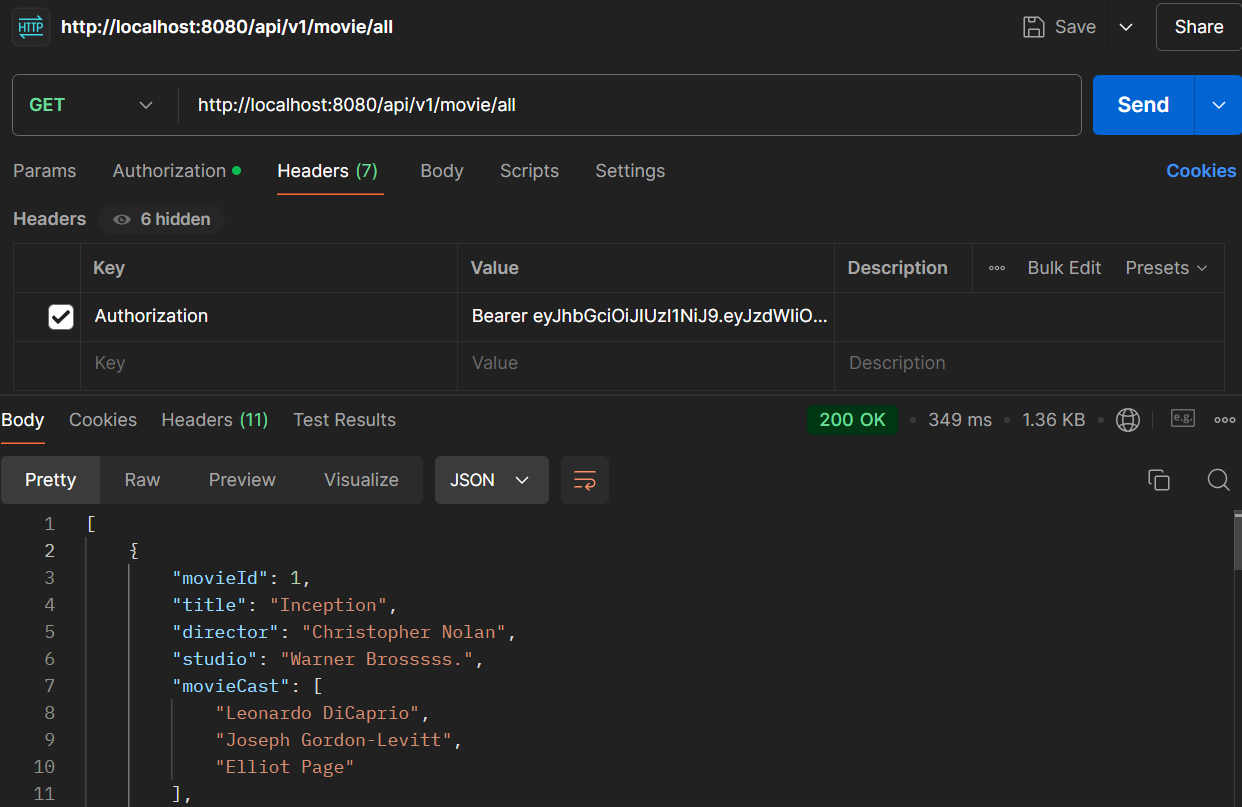 HTTP http://localhost:8080/api/v1/movie/all Save Share
GET http://localhost:8080/api/v1/movie/all Send
Params Authorization Headers (7) Body Scripts Settings Cookies
Headers 6 hidden
Key Value Description Bulk Edit Presets
Authorization Bearer eyJhbGciOiJIUzI1NiJ9.eyJzdWIiO...
Key Value Description
Body Cookies Headers (11) Test Results 200 OK • 349 ms • 1.36 KB • e.g.
Pretty Raw Preview Visualize JSON
1 [
2 {
3 "movieId": 1,
4 "title": "Inception",
5 "director": "Christopher Nolan",
6 "studio": "Warner Brosssss.",
7 "movieCast": [
8 "Leonardo DiCaprio",
9 "Joseph Gordon-Levitt",
10 "Elliot Page"
11 ],